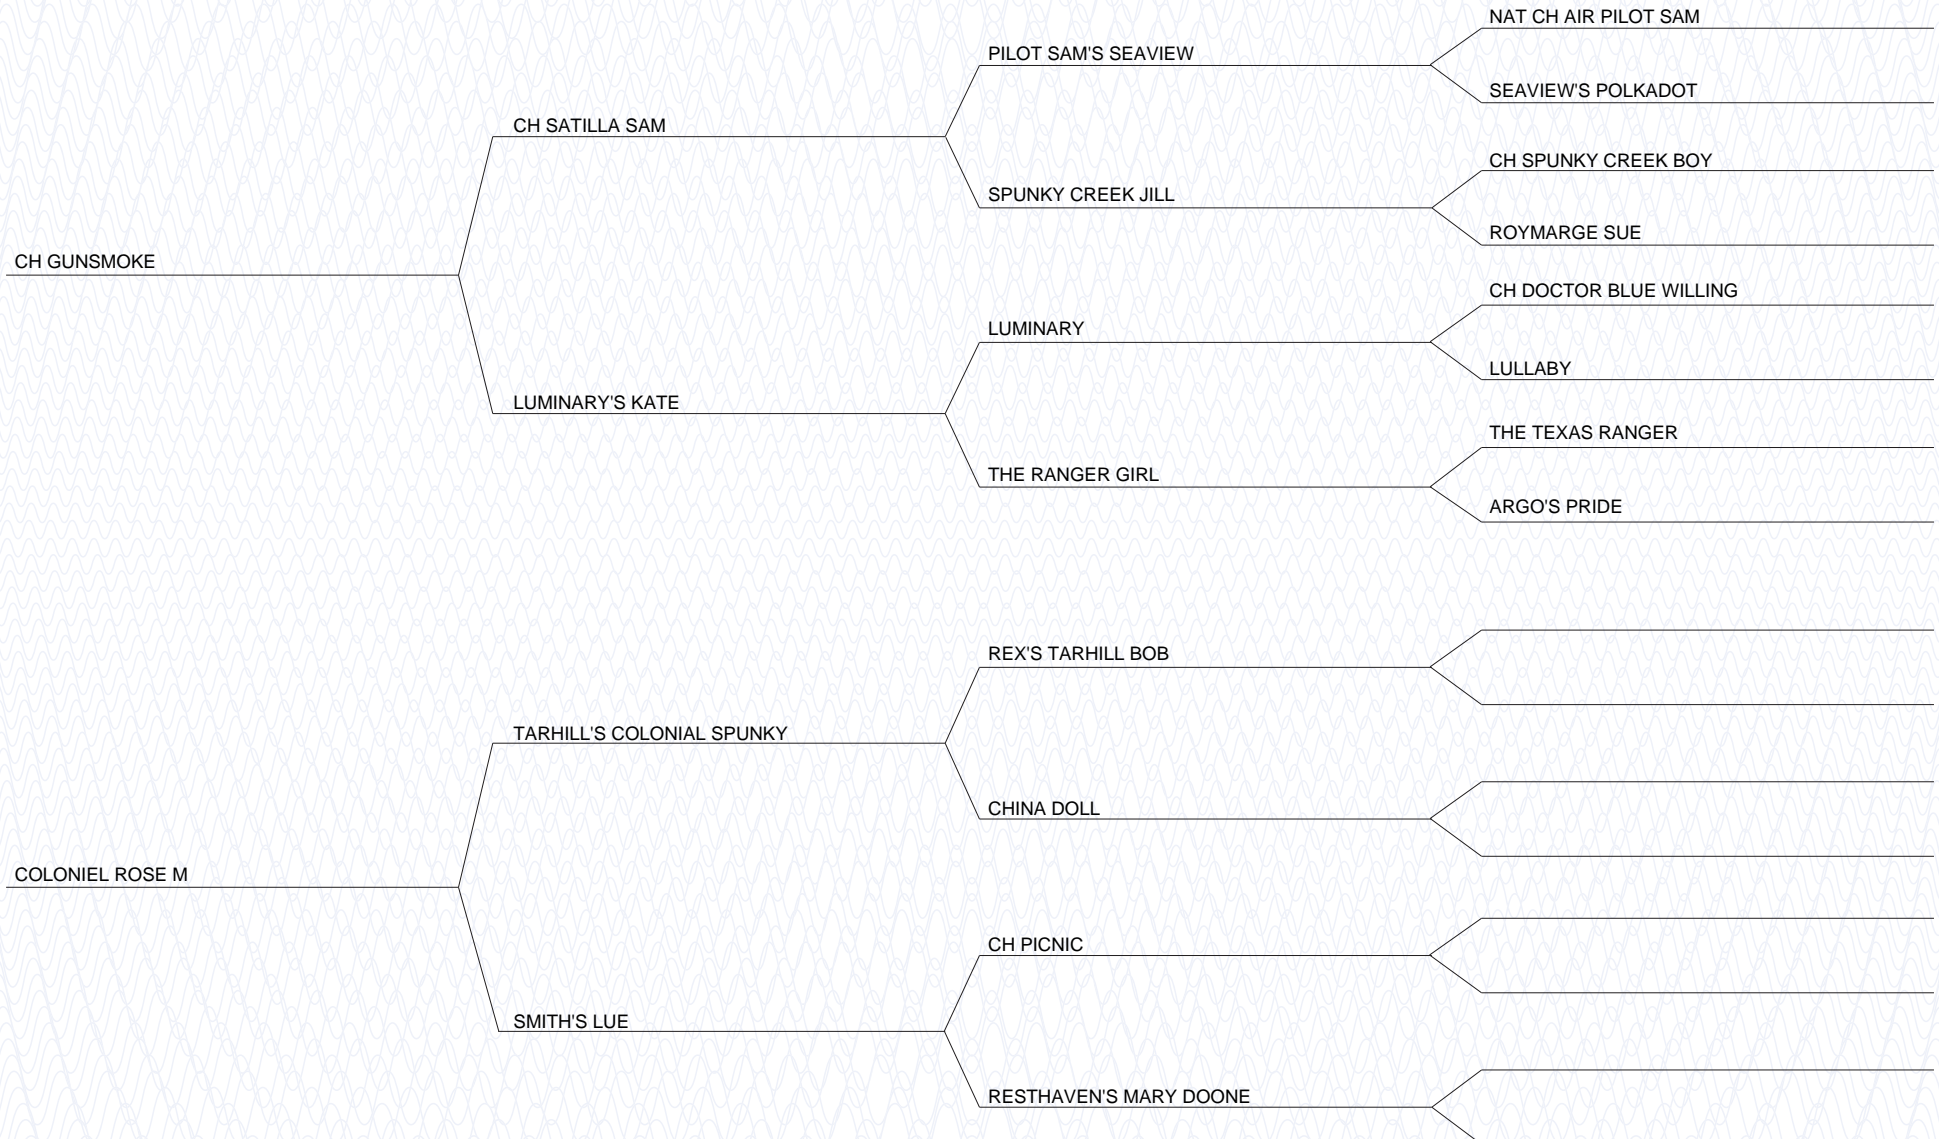 NAT CH AIR PILOT SAM
PILOT SAM'S SEAVIEW
SEAVIEW'S POLKADOT
CH SATILLA SAM
CH SPUNKY CREEK BOY
SPUNKY CREEK JILL
ROYMARGE SUE
CH GUNSMOKE
CH DOCTOR BLUE WILLING
LUMINARY
LULLABY
LUMINARY'S KATE
THE TEXAS RANGER
THE RANGER GIRL
ARGO'S PRIDE
REX'S TARHILL BOB
TARHILL'S COLONIAL SPUNKY
CHINA DOLL
COLONIEL ROSE M
CH PICNIC
SMITH'S LUE
RESTHAVEN'S MARY DOONE